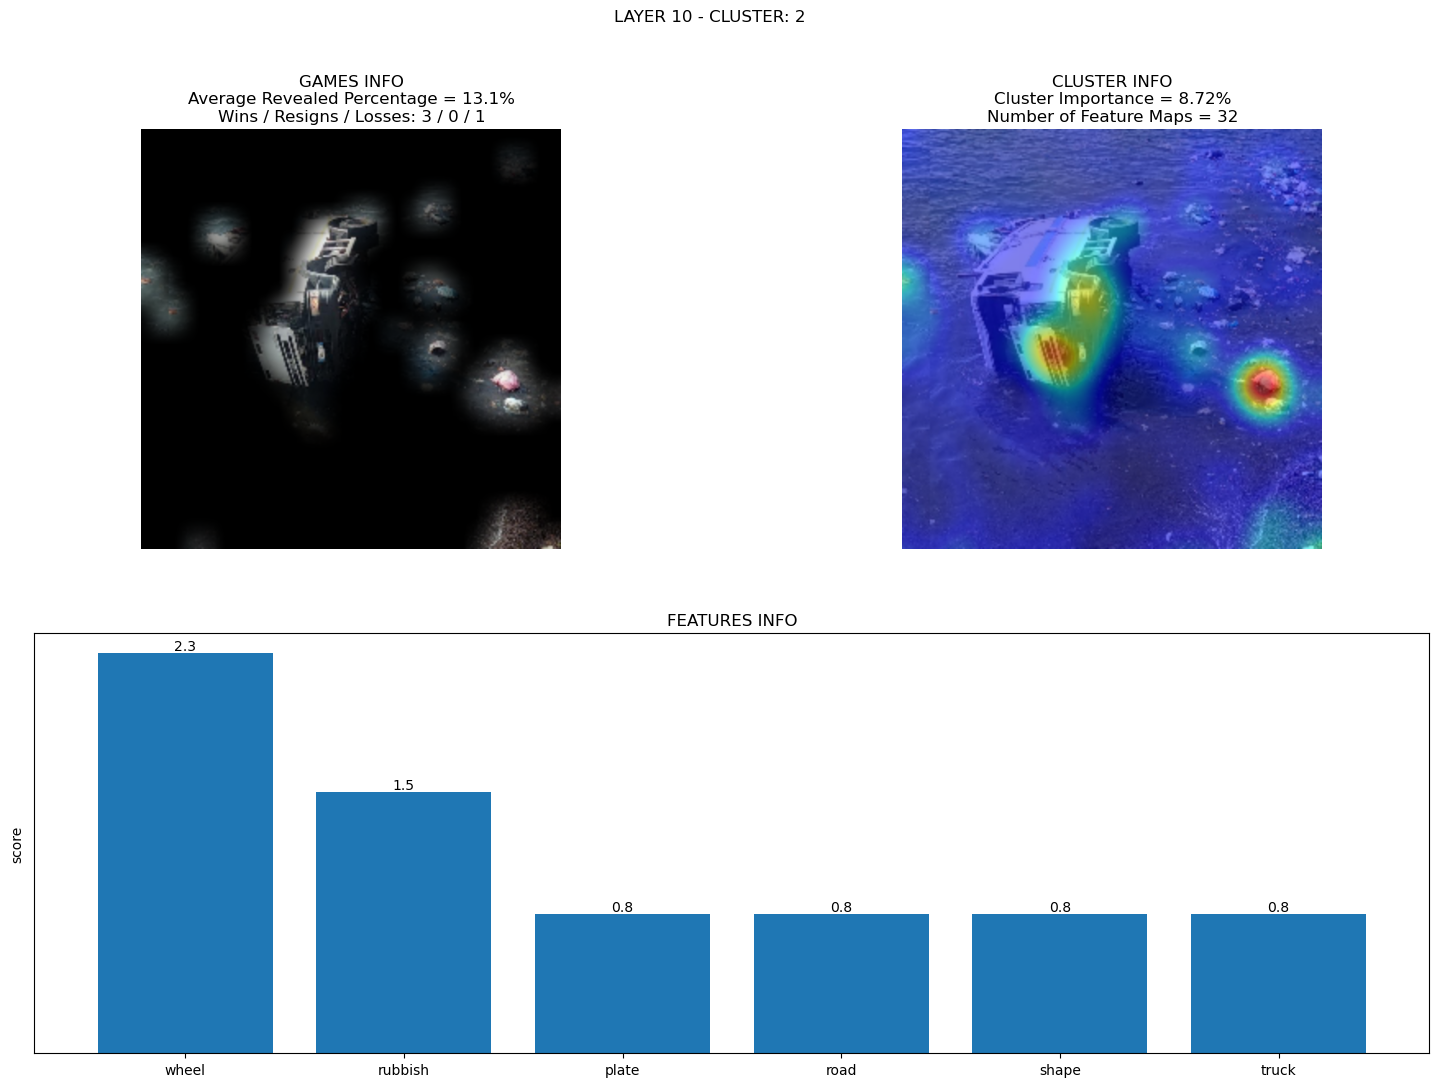 LAYER 10 - CLUSTER: 2
GAMES INFO
Average Revealed Percentage = 13.1%
Wins / Resigns / Losses: 3 / 0 / 1
CLUSTER INFO
Cluster Importance = 8.72%
Number of Feature Maps = 32
FEATURES INFO
score
2.3
1.5
0.8
0.8
0.8
0.8
wheel
rubbish
plate
road
shape
truck